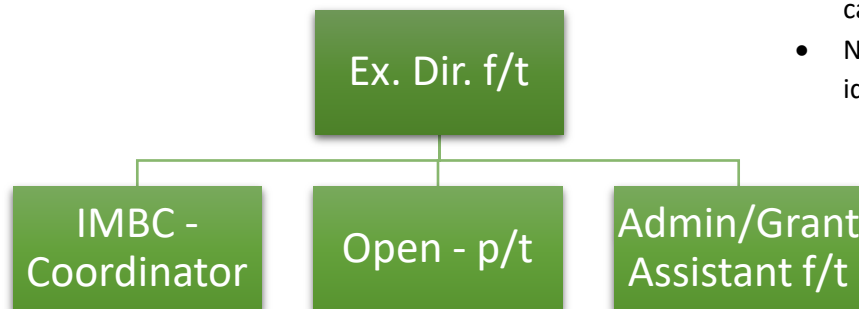 Ex. Dir. f/t
IMBC -
Coordinator
Open - p/t
Admin/Grant
Assistant f/t